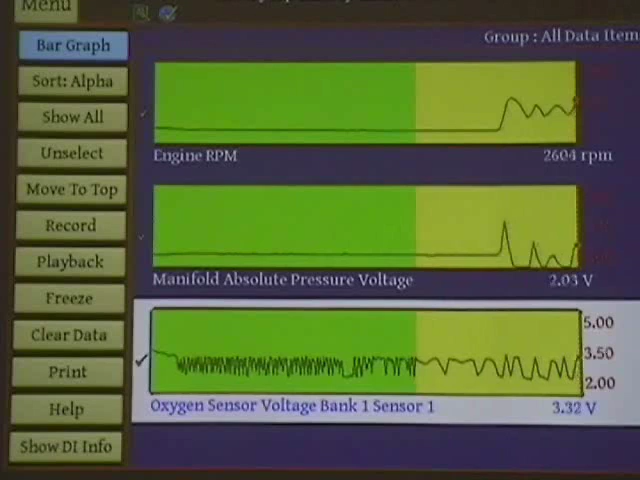 Menu
Group : All Data Item
Bar Graph
Sort: Alpha
Show All
Unselect
Move To Top
Record
Playback
Freeze
Clear Data
Print
Help
Show DI Info
Engine RPM
2604 rpm
Manifold Absolute Pressure Voltage
2.03 V
5.00
3.50
2.00
Oxygen Sensor Voltage Bank 1 Sensor 1
3.32 V